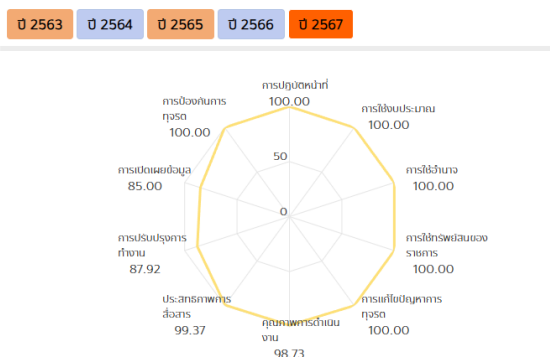 ปี 2563 ปี 2564 ปี 2565 ปี 2566 ปี 2567
การปฏิบัติหน้าที่
100.00
การป้องกันการ
ทุจริต
100.00
การใช้งบประมาณ
100.00
50
การเปิดเผยข้อมูล
85.00
การใช้อำนาจ
100.00
0
การปรับปรุงการ
ทำงาน
87.92
การใช้ทรัพย์สินของ
ราชการ
100.00
ประสิทธิภาพการ
สื่อสาร
99.37
การแก้ไขปัญหาการ
ทุจริต
100.00
คุณภาพการดำเนิน
งาน
98.73